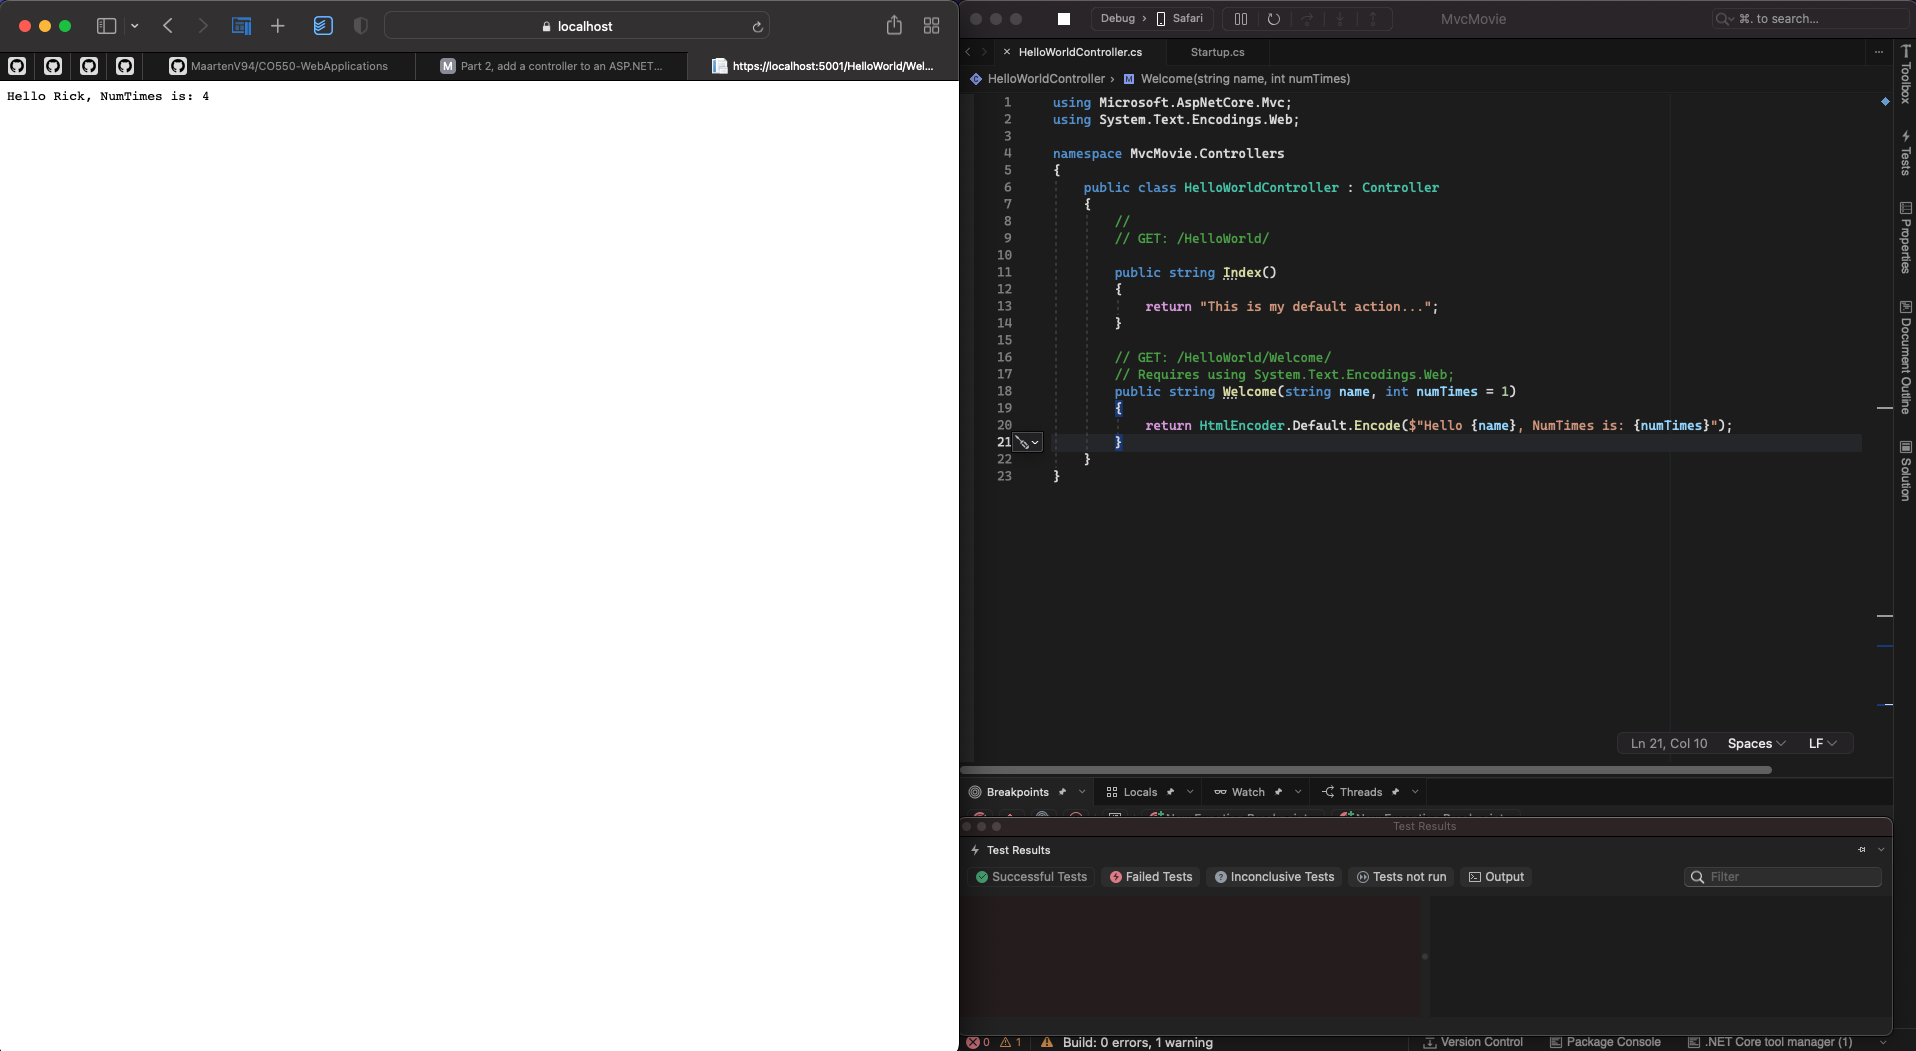 localhost
MaartenV94/CO550-WebApplications
Part 2, add a controller to an ASP.NET...
https://localhost:5001/HelloWorld/Wel...
Hello Rick, NumTimes is: 4
Debug › Safari
MvcMovie
⌘. to search...
HelloWorldController.cs
Startup.cs
HelloWorldController › M Welcome(string name, int numTimes)
1 using Microsoft.AspNetCore.Mvc;
2 using System.Text.Encodings.Web;
3
4 namespace MvcMovie.Controllers
5 {
6 public class HelloWorldController : Controller
7 {
8 //
9 // GET: /HelloWorld/
10
11 public string Index()
12 {
13 return "This is my default action...";
14 }
15
16 // GET: /HelloWorld/Welcome/
17 // Requires using System.Text.Encodings.Web;
18 public string Welcome(string name, int numTimes = 1)
19 {
20 return HtmlEncoder.Default.Encode($"Hello {name}, NumTimes is: {numTimes}");
21 }
22 }
23 }
Toolbox
Tests
Properties
Document Outline
Solution
Ln 21, Col 10 Spaces LF
Breakpoints
Locals
Watch
Threads
Test Results
Test Results
Successful Tests
Failed Tests
Inconclusive Tests
Tests not run
Output
Filter
0 1 Build: 0 errors, 1 warning
Version Control
Package Console
.NET Core tool manager (1)